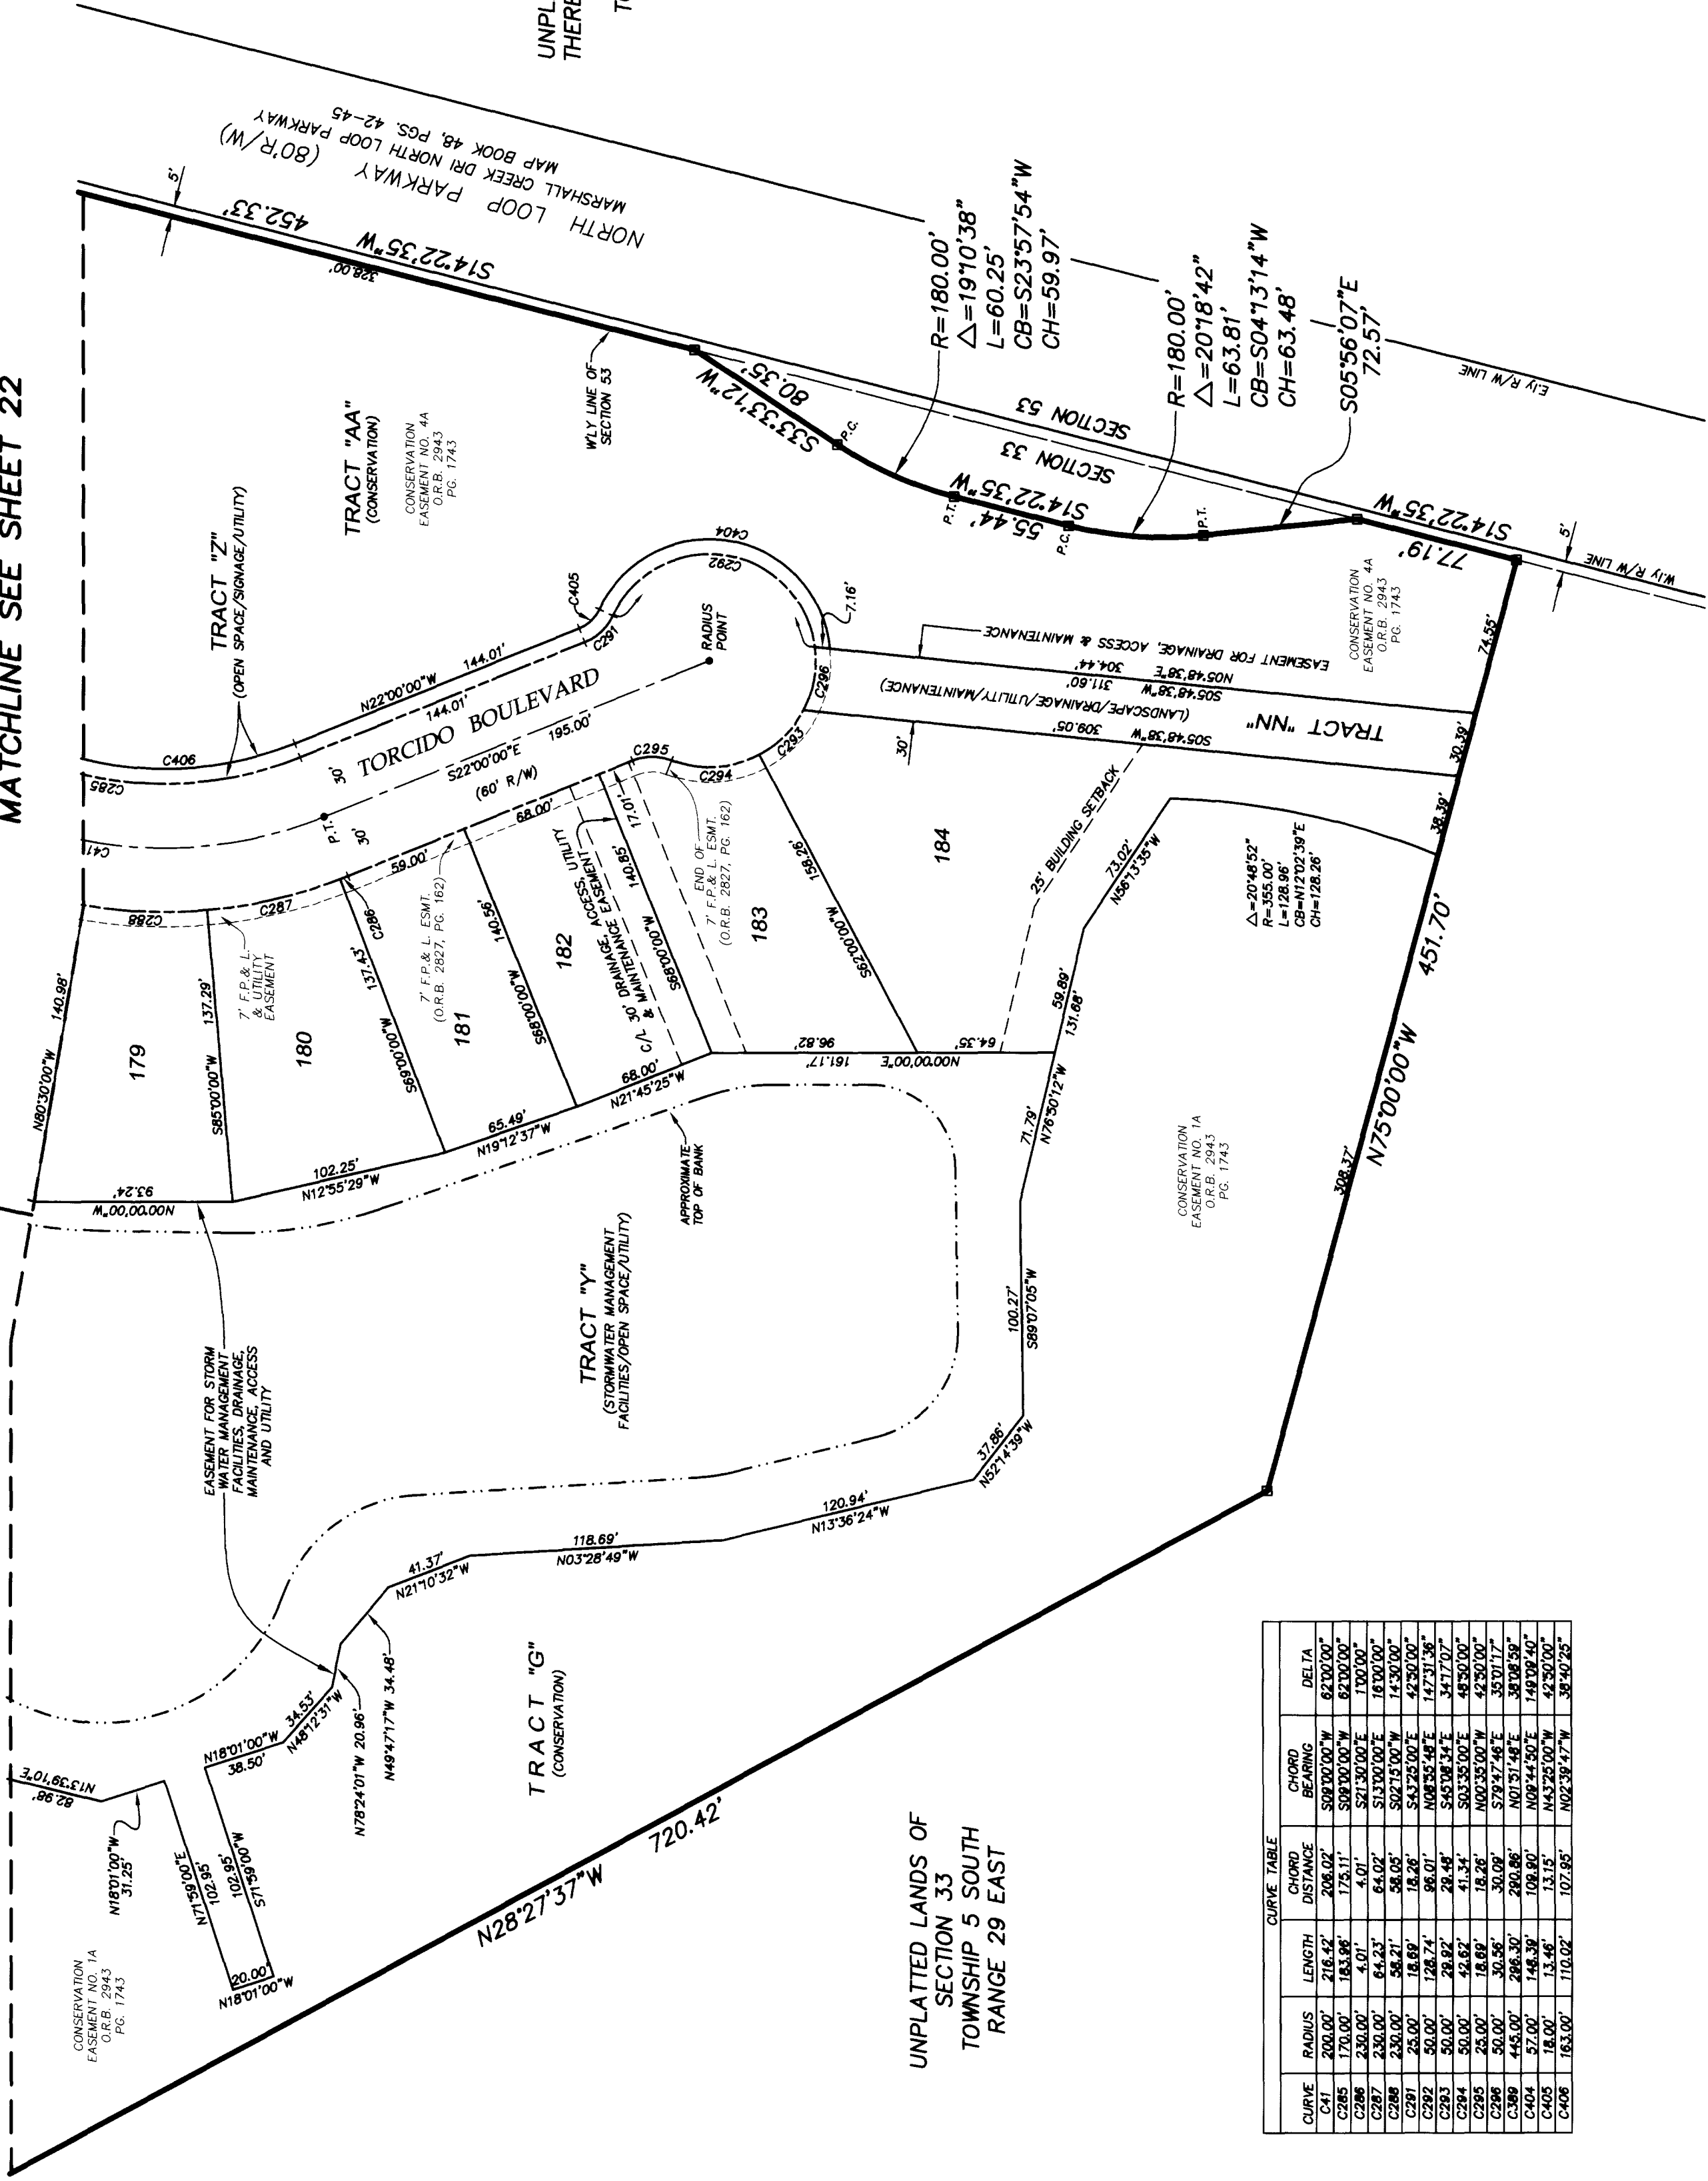 MATCHLINE SEE SHEET 22
UNPL
THERE
TO
NORTH LOOP PARKWAY (80'R/W)
MARSHALL CREEK DRI NORTH LOOP PARKWAY
MAP BOOK 48, PGS. 42-45
5'
452.33'
S14°22'35"W
328.00'
W'LY LINE OF
SECTION 53
TRACT "AA"
(CONSERVATION)
CONSERVATION
EASEMENT NO. 4A
O.R.B. 2943
PG. 1743
TRACT "Z"
(OPEN SPACE/SIGNAGE/UTILITY)
S33°33'12"W
80.35'
P.C.
R=180.00'
△=19°10'38"
L=60.25'
CB=S23°57'54"W
CH=59.97'
P.T.
S14°22'35"W
55.44'
P.C.
R=180.00'
△=20°18'42"
L=63.81'
CB=S04°13'14"W
CH=63.48'
P.T.
S05°56'07"E
72.57'
SECTION 53
SECTION 33
E.ly R/W LINE
S14°22'35"W
77.19'
5'
W.ly R/W LINE
CONSERVATION
EASEMENT NO. 4A
O.R.B. 2943
PG. 1743
C406
C285
C41
N22°00'00"W
144.01'
144.01'
TORCIDO BOULEVARD
S22°00'00"E
195.00'
(60' R/W)
30'
P.T.
30'
C405
C291
C404
C292
RADIUS
POINT
7.16'
C296
C293
C294
C295
EASEMENT FOR DRAINAGE, ACCESS & MAINTENANCE
N05°48'38"E
304.44'
S05°48'38"W
311.60'
(LANDSCAPE/DRAINAGE/UTILITY/MAINTENANCE)
TRACT "NN"
S05°48'38"W
309.05'
30'
74.55'
30.39'
38.39'
C288
C287
C286
N80°30'00"W
140.98'
179
S85°00'00"W
137.29'
7' F.P.& L.
& UTILITY
EASEMENT
180
137.43'
S69°00'00"W
59.00'
7' F.P.& L. ESMT.
(O.R.B. 2827, PG. 162)
181
140.56'
S68°00'00"W
68.00'
182
C/L 30' DRAINAGE, ACCESS, UTILITY
& MAINTENANCE EASEMENT
17.01'
140.85'
S68°00'00"W
END OF
7' F.P.& L. ESMT.
(O.R.B. 2827, PG. 162)
183
158.26'
S62°00'00"W
184
25' BUILDING SETBACK
73.02'
N56°13'35"W
△=20°48'52"
R=355.00'
L=128.96'
CB=N12°02'39"E
CH=128.26'
59.89'
131.68'
71.79'
N76°50'12"W
N00°00'00"W
93.24'
102.25'
N12°55'29"W
65.49'
N19°12'37"W
68.00'
N21°45'25"W
96.82'
161.17'
N00°00'00"E
64.35'
APPROXIMATE
TOP OF BANK
EASEMENT FOR STORM
WATER MANAGEMENT
FACILITIES, DRAINAGE,
MAINTENANCE, ACCESS
AND UTILITY
TRACT "Y"
(STORMWATER MANAGEMENT
FACILITIES/OPEN SPACE/UTILITY)
100.27'
S89°07'05"W
37.86'
N52°14'39"W
120.94'
N13°36'24"W
118.69'
N03°28'49"W
41.37'
N21°10'32"W
N49°47'17"W 34.48'
N78°24'01"W 20.96'
34.53'
N48°12'31"W
N18°01'00"W
38.50'
102.95'
S71°59'00"W
20.00'
N18°01'00"W
N71°59'00"E
102.95'
N18°01'00"W
31.25'
N13°39'10"E
82.98'
CONSERVATION
EASEMENT NO. 1A
O.R.B. 2943
PG. 1743
CONSERVATION
EASEMENT NO. 1A
O.R.B. 2943
PG. 1743
308.37'
N75°00'00"W
451.70'
TRACT "G"
(CONSERVATION)
N28°27'37"W
720.42'
UNPLATTED LANDS OF
SECTION 33
TOWNSHIP 5 SOUTH
RANGE 29 EAST
CURVE TABLE
CURVE RADIUS LENGTH CHORD DISTANCE CHORD BEARING DELTA
C41 200.00' 216.42' 206.02' S09°00'00"W 62°00'00"
C285 170.00' 183.96' 175.11' S09°00'00"W 62°00'00"
C286 230.00' 4.01' 4.01' S21°30'00"E 1°00'00"
C287 230.00' 64.23' 64.02' S13°00'00"E 16°00'00"
C288 230.00' 58.21' 58.05' S02°15'00"W 14°30'00"
C291 25.00' 18.69' 18.26' S43°25'00"E 42°50'00"
C292 50.00' 128.74' 96.01' N08°55'48"E 147°31'36"
C293 50.00' 29.92' 29.48' S45°08'34"E 34°17'07"
C294 50.00' 42.62' 41.34' S03°35'00"E 48°50'00"
C295 25.00' 18.69' 18.26' N00°35'00"W 42°50'00"
C296 50.00' 30.56' 30.09' S79°47'46"E 35°01'17"
C389 445.00' 296.30' 290.86' N01°51'48"E 38°08'59"
C404 57.00' 148.39' 109.90' N09°44'50"E 149°09'40"
C405 18.00' 13.46' 13.15' N43°25'00"W 42°50'00"
C406 163.00' 110.02' 107.95' N02°39'47"W 38°40'25"